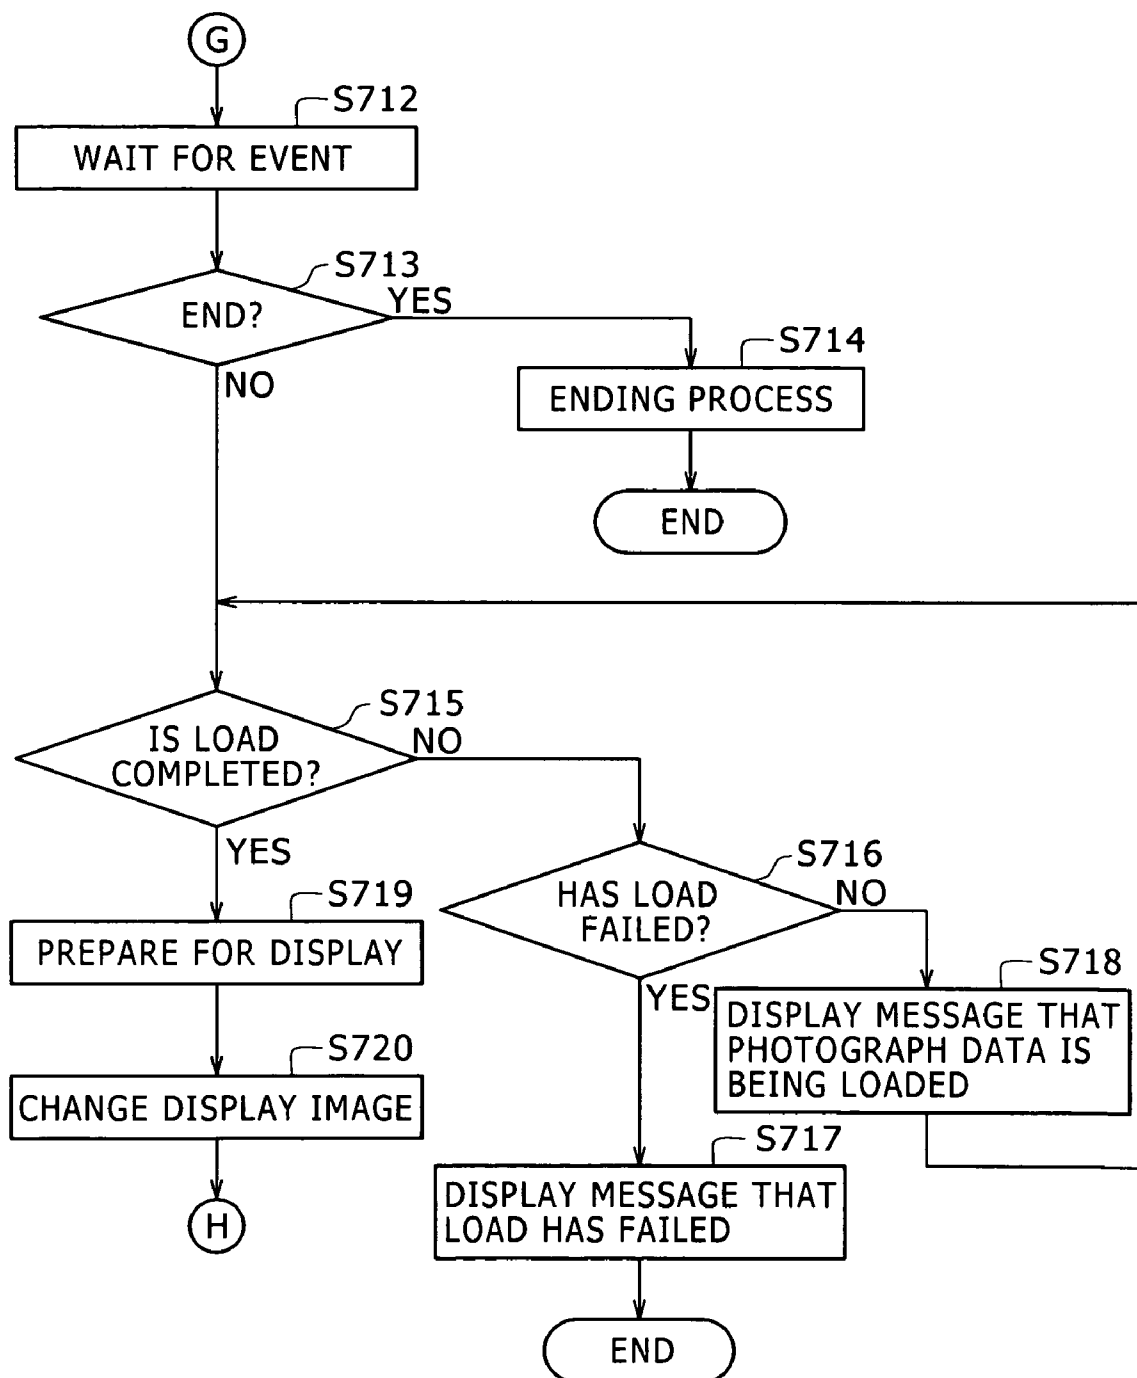 G
S712
WAIT FOR EVENT
S713
END?
YES
NO
S714
ENDING PROCESS
END
S715
IS LOAD
COMPLETED?
NO
YES
S716
HAS LOAD
FAILED?
NO
YES
S719
PREPARE FOR DISPLAY
S718
DISPLAY MESSAGE THAT
PHOTOGRAPH DATA IS
BEING LOADED
S720
CHANGE DISPLAY IMAGE
S717
DISPLAY MESSAGE THAT
LOAD HAS FAILED
H
END